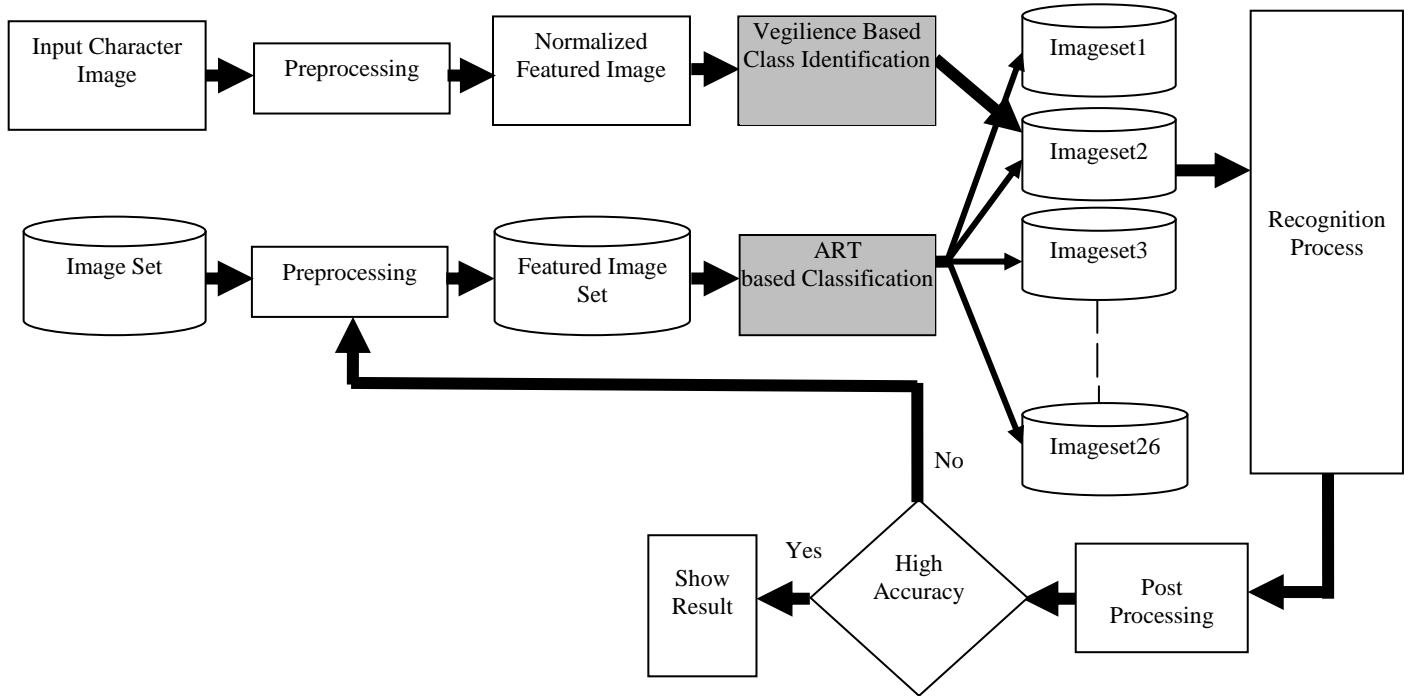 Input Character
Image
Preprocessing
Normalized
Featured Image
Vegilience Based
Class Identification
Imageset1
Imageset2
Imageset3
Imageset26
Recognition
Process
Image Set
Preprocessing
Featured Image
Set
ART
based Classification
No
Yes
High
Accuracy
Show
Result
Post
Processing